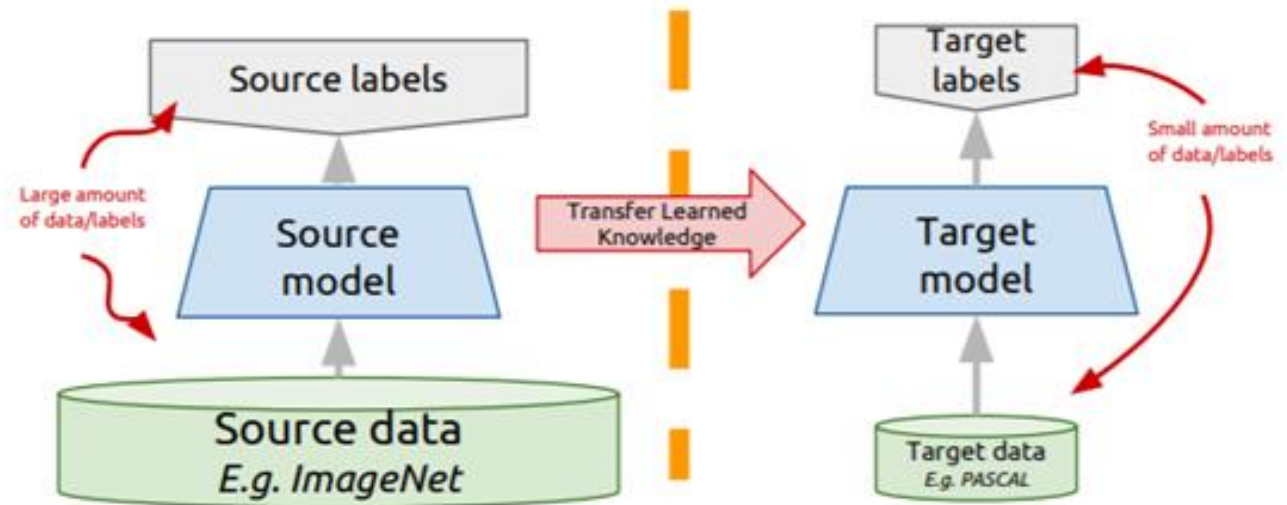 Source labels
Large amount
of data/labels
Source
model
Source data
E.g. ImageNet
Transfer Learned
Knowledge
Target
labels
Small amount
of data/labels
Target
model
Target data
E.g. PASCAL